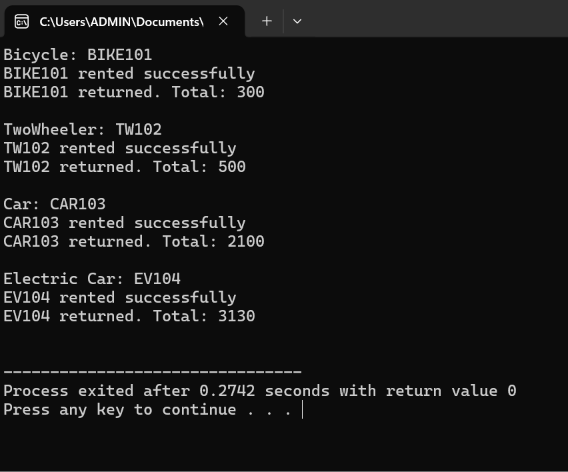 C:\Users\ADMIN\Documents\
Bicycle: BIKE101
BIKE101 rented successfully
BIKE101 returned. Total: 300

TwoWheeler: TW102
TW102 rented successfully
TW102 returned. Total: 500

Car: CAR103
CAR103 rented successfully
CAR103 returned. Total: 2100

Electric Car: EV104
EV104 rented successfully
EV104 returned. Total: 3130

--------------------------------
Process exited after 0.2742 seconds with return value 0
Press any key to continue . . .